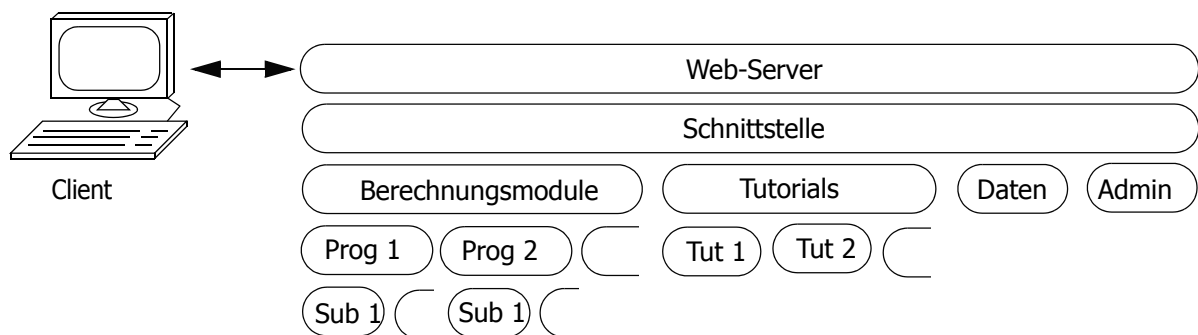 Web-Server
Schnittstelle
Client
Berechnungsmodule Tutorials Daten Admin
Prog 1 Prog 2 Tut 1 Tut 2
Sub 1 Sub 1